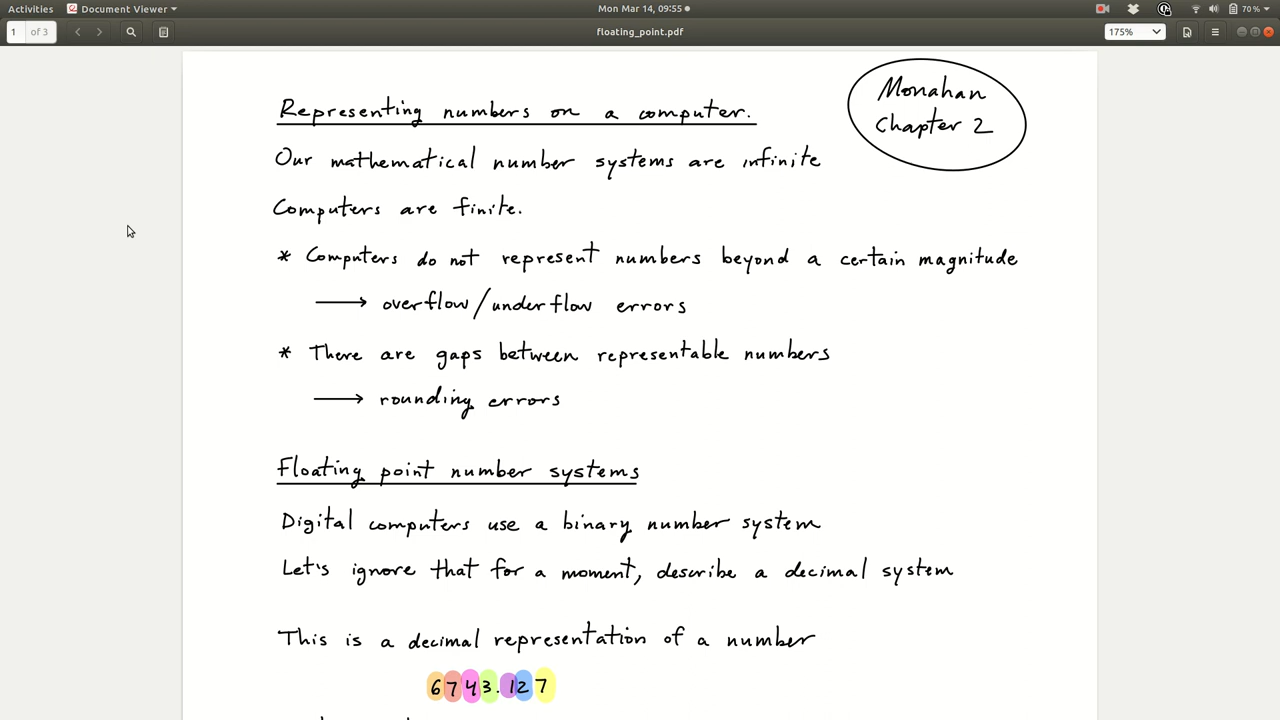 Activities Document Viewer Mon Mar 14, 09:55 70%
1 of 3 floating_point.pdf 175%
Monahan
Chapter 2
Representing numbers on a computer.
Our mathematical number systems are infinite
Computers are finite.
* Computers do not represent numbers beyond a certain magnitude
→ overflow/underflow errors
* There are gaps between representable numbers
→ rounding errors
Floating point number systems
Digital computers use a binary number system
Let's ignore that for a moment, describe a decimal system
This is a decimal representation of a number
6743.127